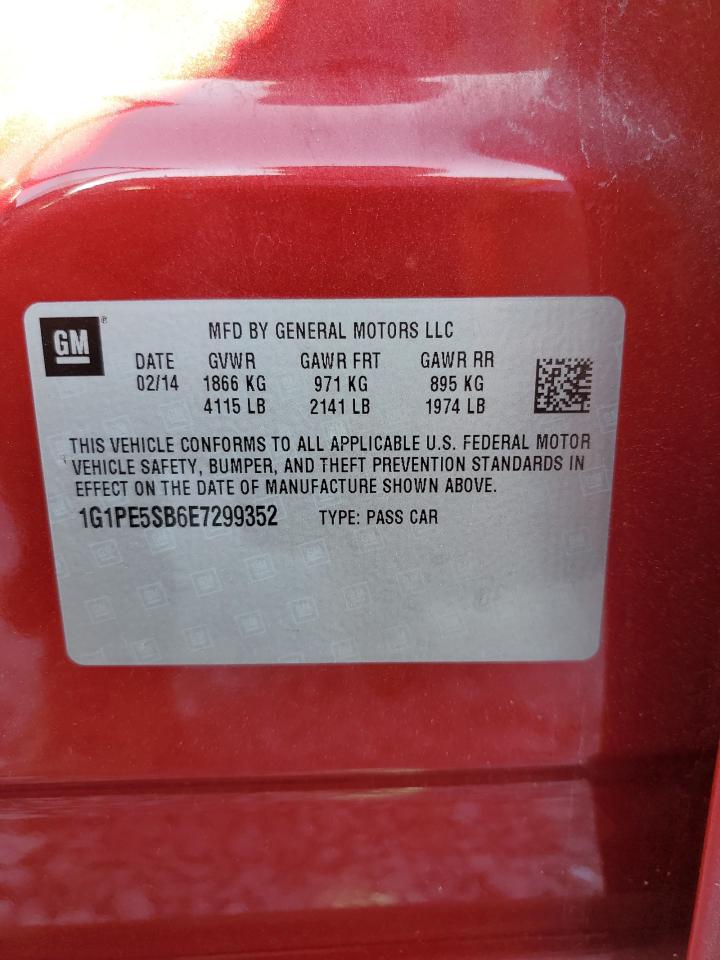 GM®
MFD BY GENERAL MOTORS LLC
DATE GVWR GAWR FRT GAWR RR
02/14 1866 KG 971 KG 895 KG
4115 LB 2141 LB 1974 LB
THIS VEHICLE CONFORMS TO ALL APPLICABLE U.S. FEDERAL MOTOR
VEHICLE SAFETY, BUMPER, AND THEFT PREVENTION STANDARDS IN
EFFECT ON THE DATE OF MANUFACTURE SHOWN ABOVE.
1G1PE5SB6E7299352 TYPE: PASS CAR